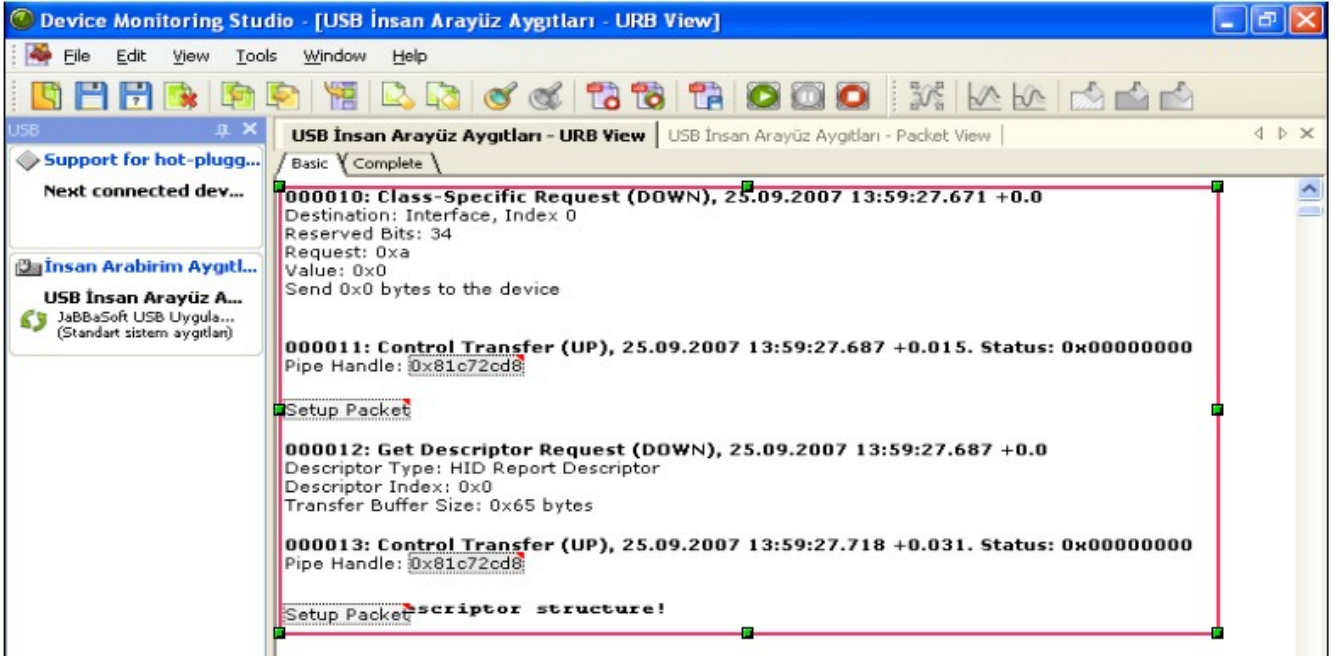 Device Monitoring Studio - [USB İnsan Arayüz Aygıtları - URB View]
File Edit View Tools Window Help
USB
Support for hot-plugg...
Next connected dev...
İnsan Arabirim Aygıtl...
USB İnsan Arayüz A...
JaBBaSoft USB Uygula...
(Standart sistem aygıtları)
USB İnsan Arayüz Aygıtları - URB View USB İnsan Arayüz Aygıtları - Packet View
Basic Complete
000010: Class-Specific Request (DOWN), 25.09.2007 13:59:27.671 +0.0
Destination: Interface, Index 0
Reserved Bits: 34
Request: 0xa
Value: 0x0
Send 0x0 bytes to the device
000011: Control Transfer (UP), 25.09.2007 13:59:27.687 +0.015. Status: 0x00000000
Pipe Handle: 0x81c72cd8
Setup Packet
000012: Get Descriptor Request (DOWN), 25.09.2007 13:59:27.687 +0.0
Descriptor Type: HID Report Descriptor
Descriptor Index: 0x0
Transfer Buffer Size: 0x65 bytes
000013: Control Transfer (UP), 25.09.2007 13:59:27.718 +0.031. Status: 0x00000000
Pipe Handle: 0x81c72cd8
Setup Packet structure!